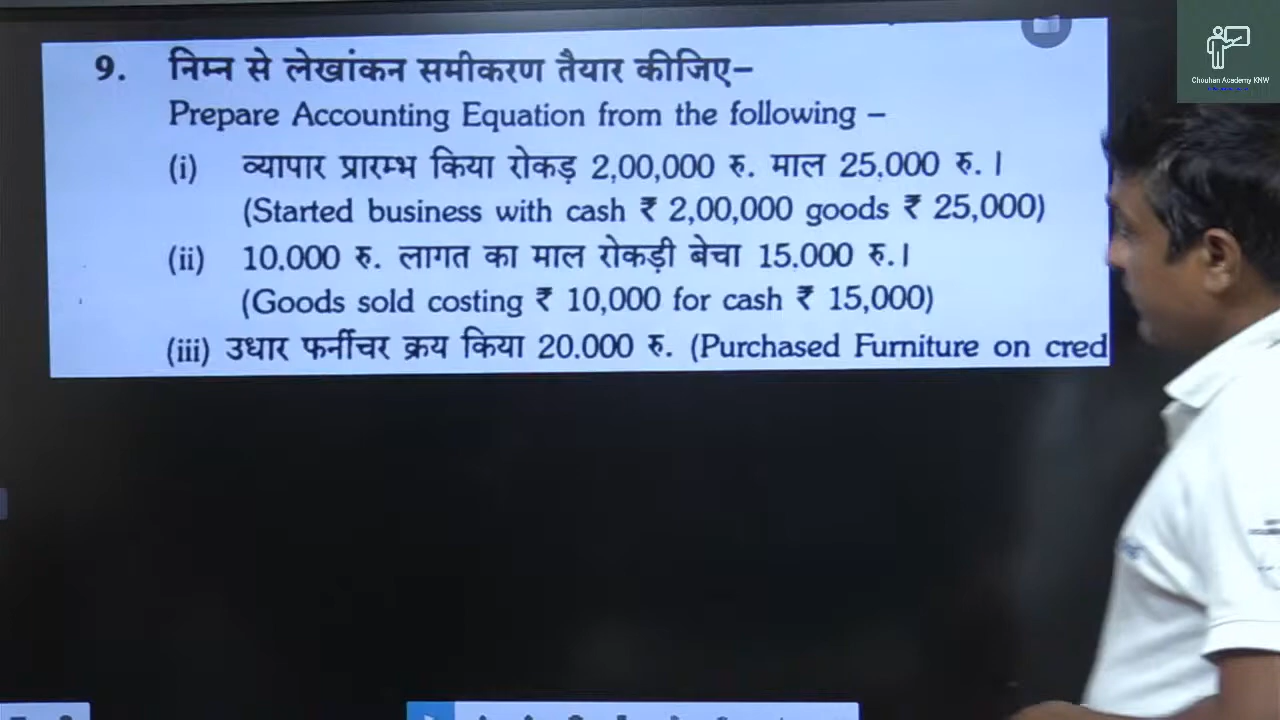 Chouhan Academy KNW
9. निम्न से लेखांकन समीकरण तैयार कीजिए–
Prepare Accounting Equation from the following –
(i) व्यापार प्रारम्भ किया रोकड़ 2,00,000 रु. माल 25,000 रु. ।
(Started business with cash ₹ 2,00,000 goods ₹ 25,000)
(ii) 10.000 रु. लागत का माल रोकड़ी बेचा 15.000 रु.।
(Goods sold costing ₹ 10,000 for cash ₹ 15,000)
(iii) उधार फर्नीचर क्रय किया 20.000 रु. (Purchased Furniture on cred